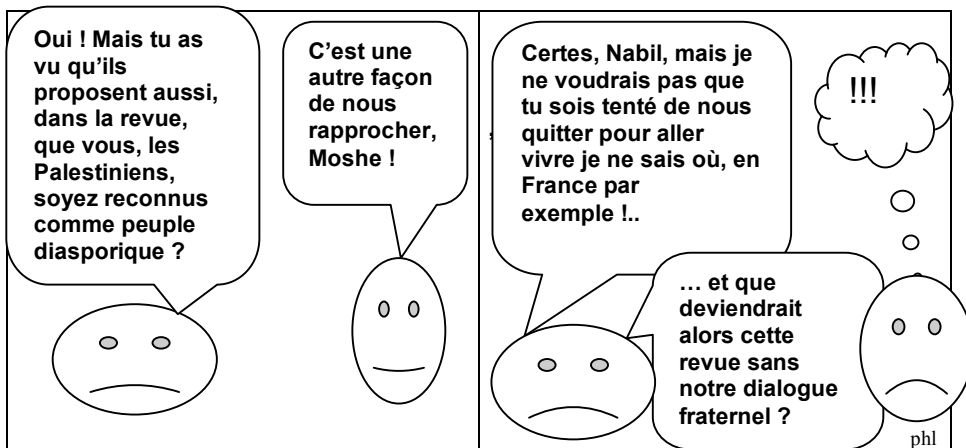 Oui ! Mais tu as
vu qu'ils
proposent aussi,
dans la revue,
que vous, les
Palestiniens,
soyez reconnus
comme peuple
diasporique ?
C'est une
autre façon
de nous
rapprocher,
Moshe !
Certes, Nabil, mais je
ne voudrais pas que
tu sois tenté de nous
quitter pour aller
vivre je ne sais où, en
France par
exemple !..
!!!
… et que
deviendrait
alors cette
revue sans
notre dialogue
fraternel ?
phl